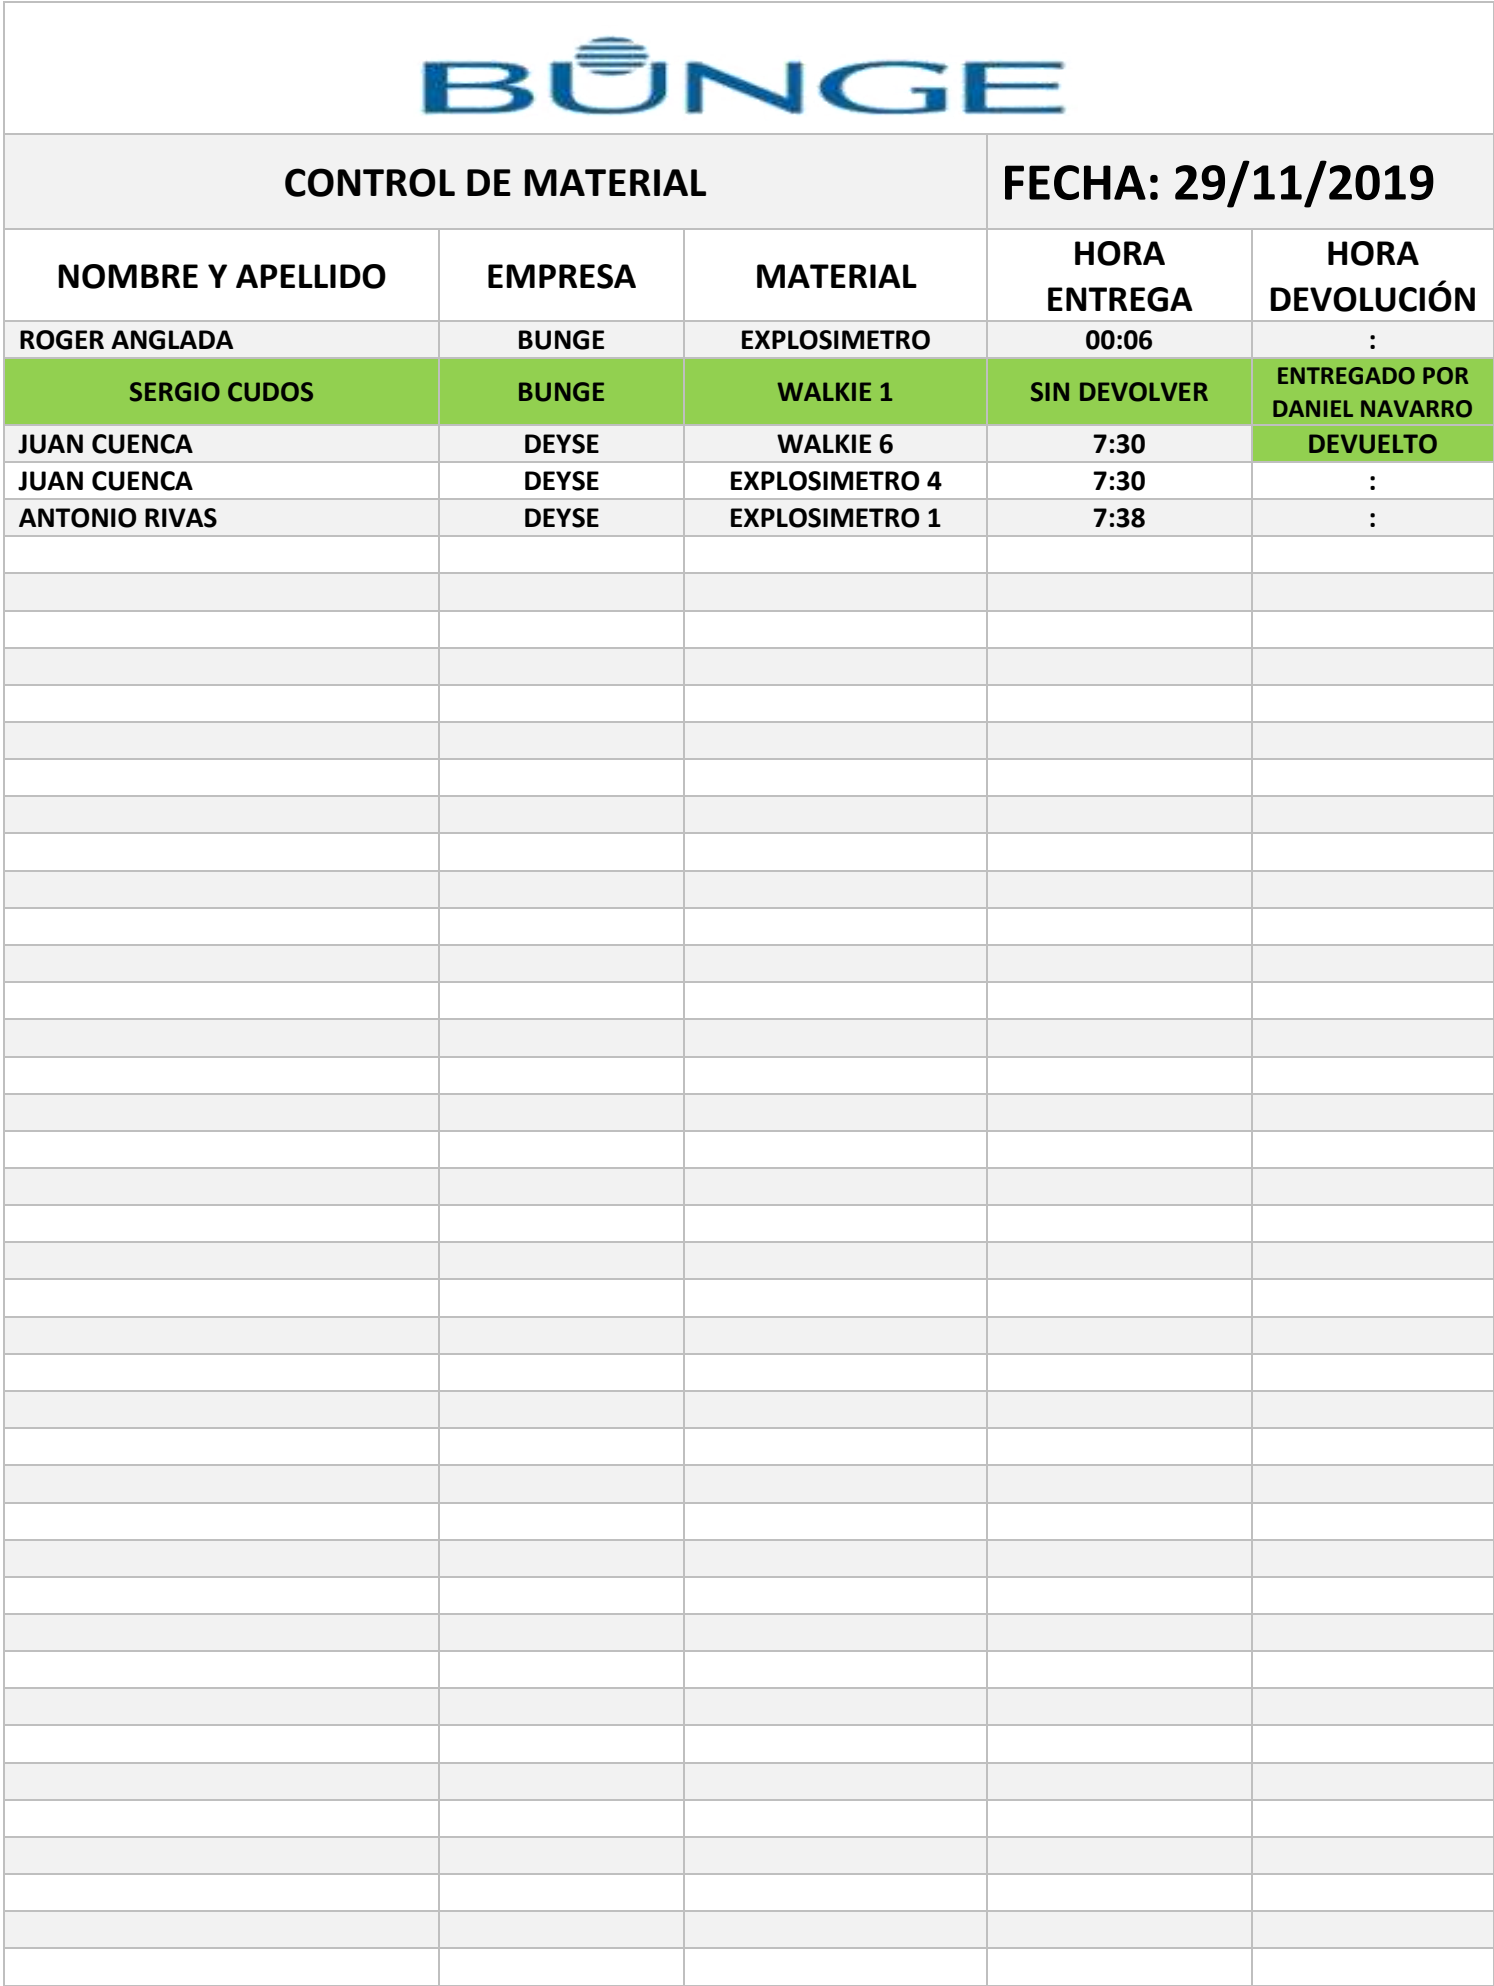 BUNGE
CONTROL DE MATERIAL
FECHA: 29/11/2019
NOMBRE Y APELLIDO EMPRESA MATERIAL HORA ENTREGA HORA DEVOLUCIÓN
ROGER ANGLADA BUNGE EXPLOSIMETRO 00:06 :
SERGIO CUDOS BUNGE WALKIE 1 SIN DEVOLVER ENTREGADO POR DANIEL NAVARRO
JUAN CUENCA DEYSE WALKIE 6 7:30 DEVUELTO
JUAN CUENCA DEYSE EXPLOSIMETRO 4 7:30 :
ANTONIO RIVAS DEYSE EXPLOSIMETRO 1 7:38 :